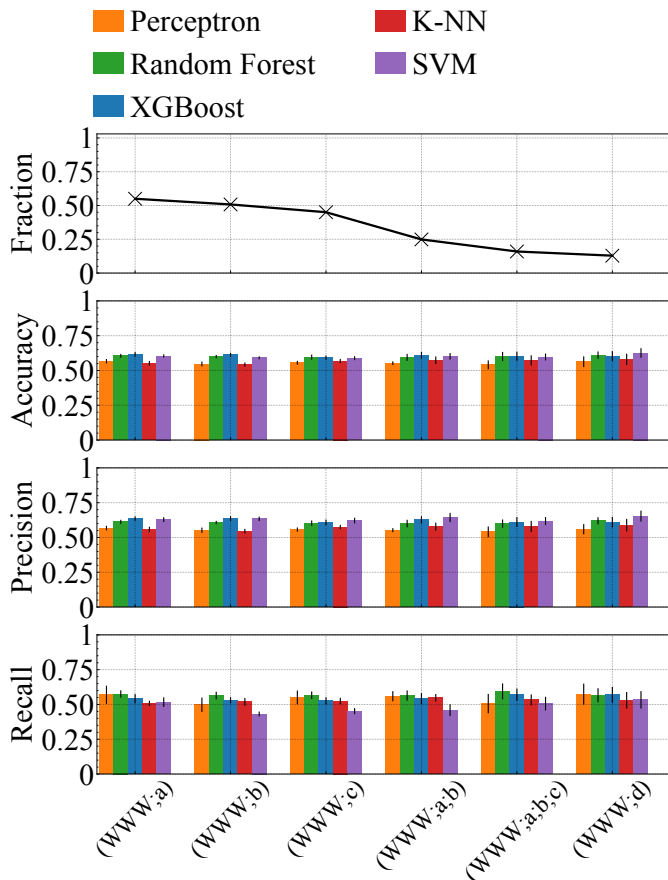 Perceptron
K-NN
Random Forest
SVM
XGBoost
Fraction
1
0.75
0.50
0.25
0
Accuracy
1
0.75
0.50
0.25
0
Precision
1
0.75
0.50
0.25
0
Recall
1
0.75
0.50
0.25
0
(WWW;a)
(WWW;b)
(WWW;c)
(WWW;a,b)
(WWW;a,b,c)
(WWW;d)